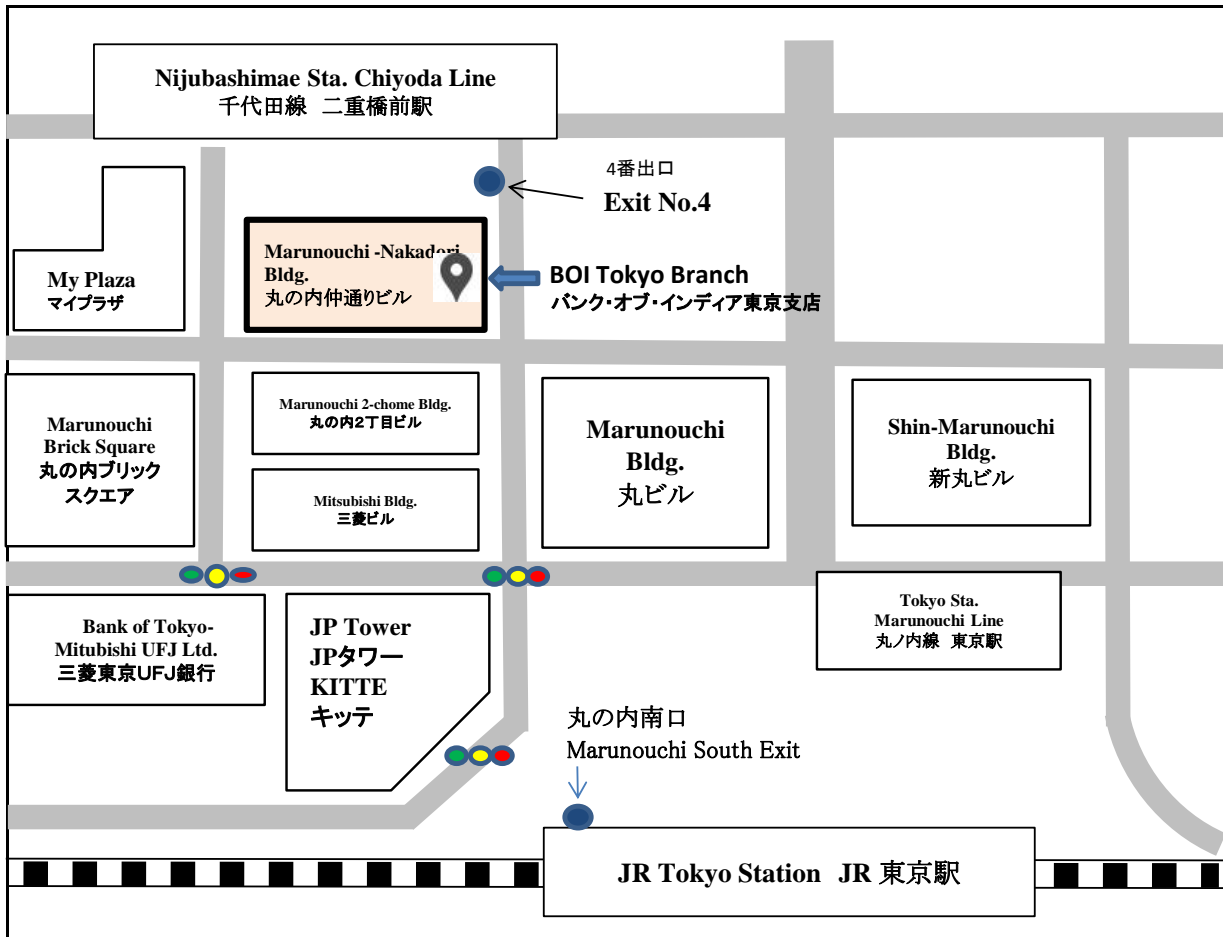 Nijubashimae Sta. Chiyoda Line
千代田線 二重橋前駅
4番出口
Exit No.4
My Plaza
マイプラザ
Marunouchi -Nakadori
Bldg.
丸の内仲通りビル
BOI Tokyo Branch
バンク・オブ・インディア東京支店
Marunouchi
Brick Square
丸の内ブリック
スクエア
Marunouchi 2-chome Bldg.
丸の内2丁目ビル
Mitsubishi Bldg.
三菱ビル
Marunouchi
Bldg.
丸ビル
Shin-Marunouchi
Bldg.
新丸ビル
Bank of Tokyo-
Mitubishi UFJ Ltd.
三菱東京UFJ銀行
JP Tower
JPタワー
KITTE
キッテ
Tokyo Sta.
Marunouchi Line
丸ノ内線 東京駅
丸の内南口
Marunouchi South Exit
JR Tokyo Station JR 東京駅